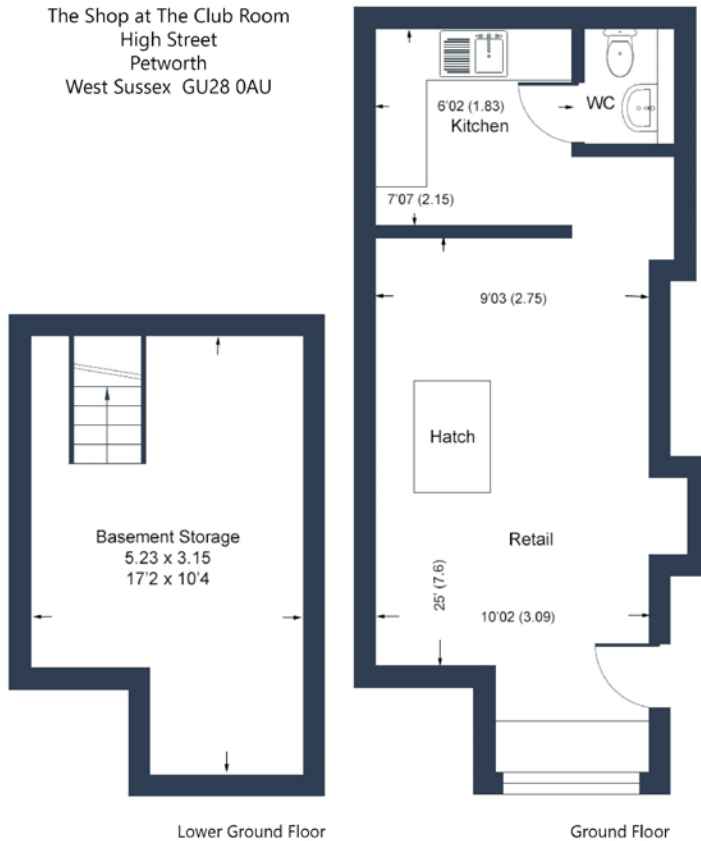 The Shop at The Club Room
High Street
Petworth
West Sussex GU28 0AU
6'02 (1.83)
Kitchen
WC
7'07 (2.15)
9'03 (2.75)
Hatch
Retail
25' (7.6)
10'02 (3.09)
Basement Storage
5.23 x 3.15
17'2 x 10'4
Lower Ground Floor
Ground Floor